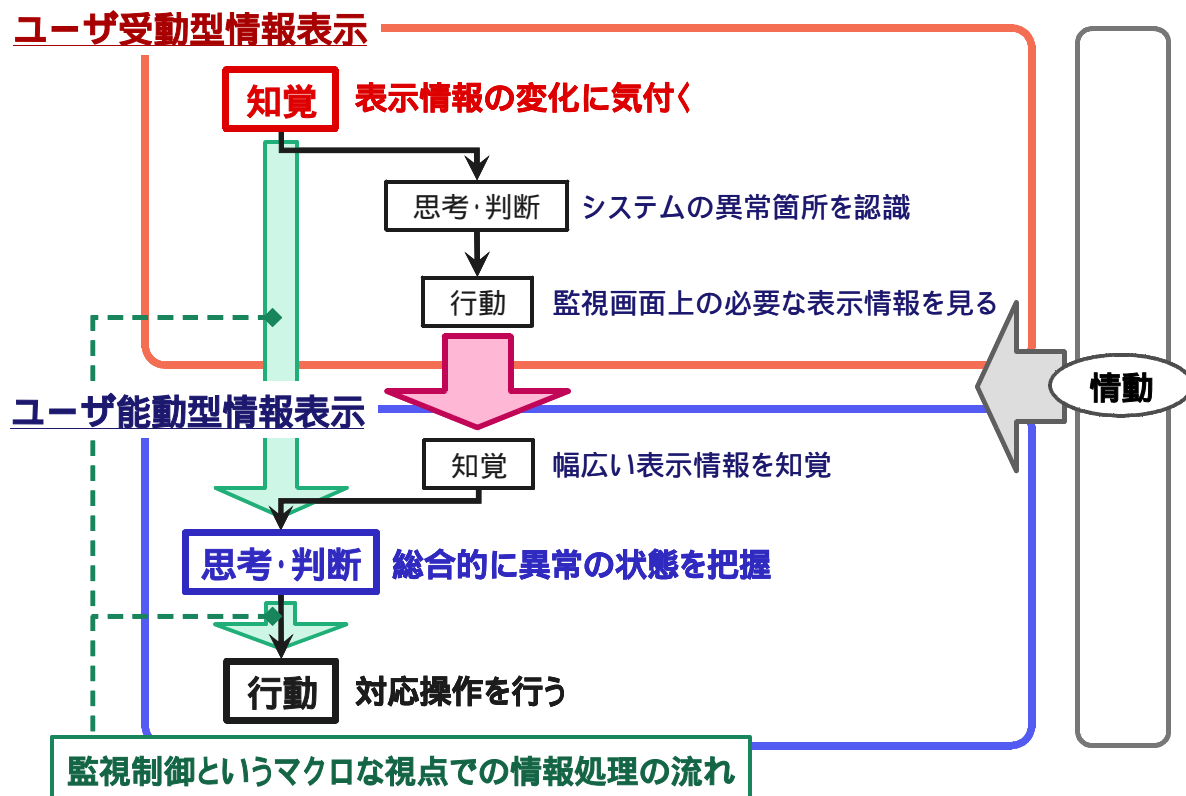 ユーザ受動型情報表示
知覚 表示情報の変化に気付く
思考・判断 システムの異常箇所を認識
行動 監視画面上の必要な表示情報を見る
情動
ユーザ能動型情報表示
知覚 幅広い表示情報を知覚
思考・判断 総合的に異常の状態を把握
行動 対応操作を行う
監視制御というマクロな視点での情報処理の流れ